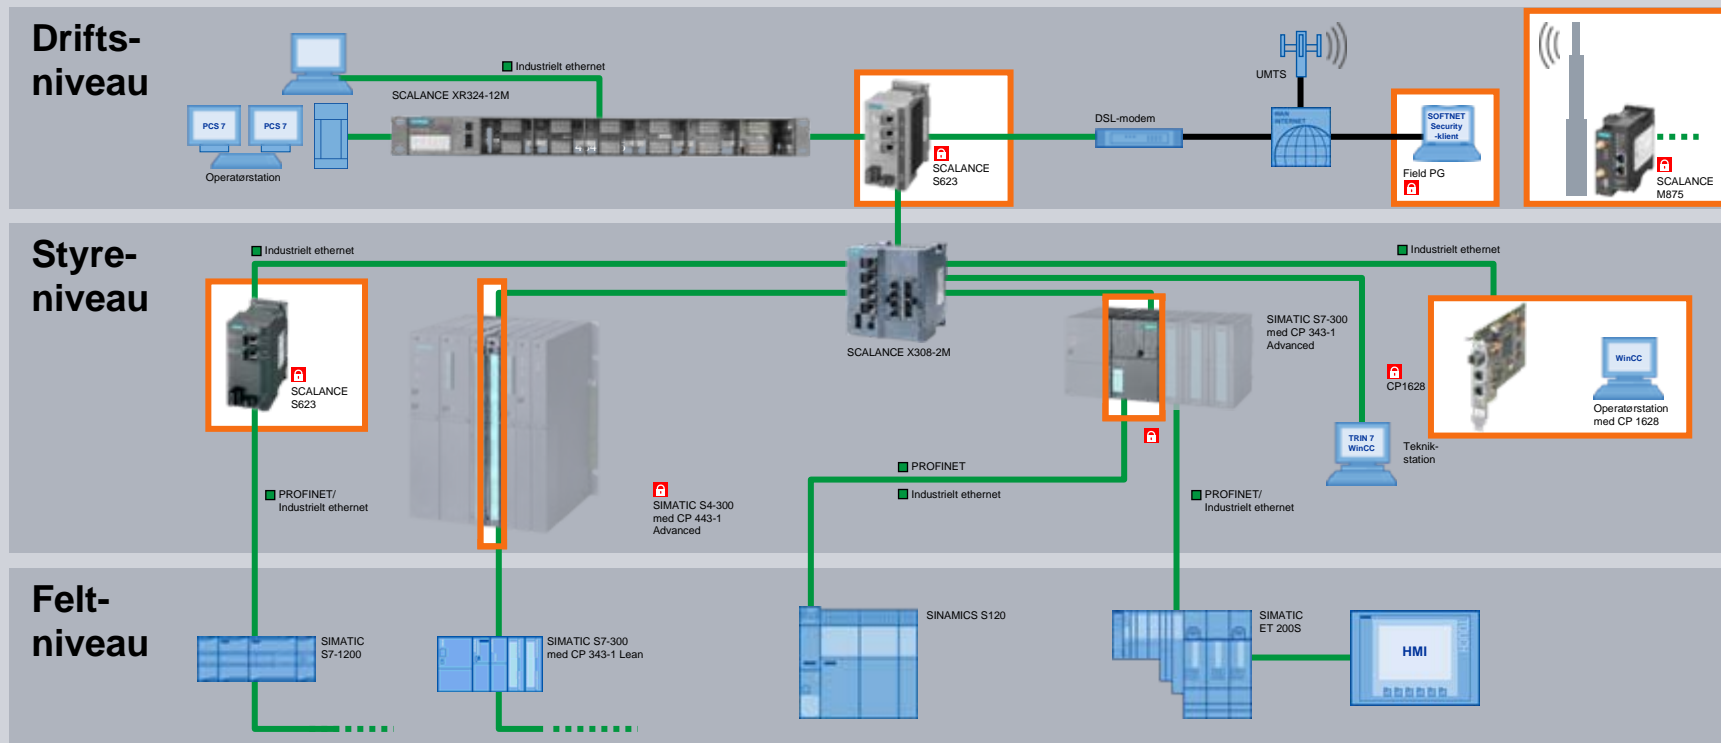 Drifts-
niveau
Industrielt ethernet
SCALANCE XR324-12M
PCS 7
PCS 7
Operatørstation
SCALANCE
S623
DSL-modem
UMTS
WAN
INTERNET
SOFTNET
Security
-klient
Field PG
SCALANCE
M875
Styre-
niveau
Industrielt ethernet
SCALANCE
S623
PROFINET/
Industrielt ethernet
SIMATIC S4-300
med CP 443-1
Advanced
SCALANCE X308-2M
PROFINET
Industrielt ethernet
SIMATIC S7-300
med CP 343-1
Advanced
PROFINET/
Industrielt ethernet
Industrielt ethernet
CP1628
TRIN 7
WinCC
Teknik-
station
WinCC
Operatørstation
med CP 1628
Felt-
niveau
SIMATIC
S7-1200
SIMATIC S7-300
med CP 343-1 Lean
SINAMICS S120
SIMATIC
ET 200S
HMI